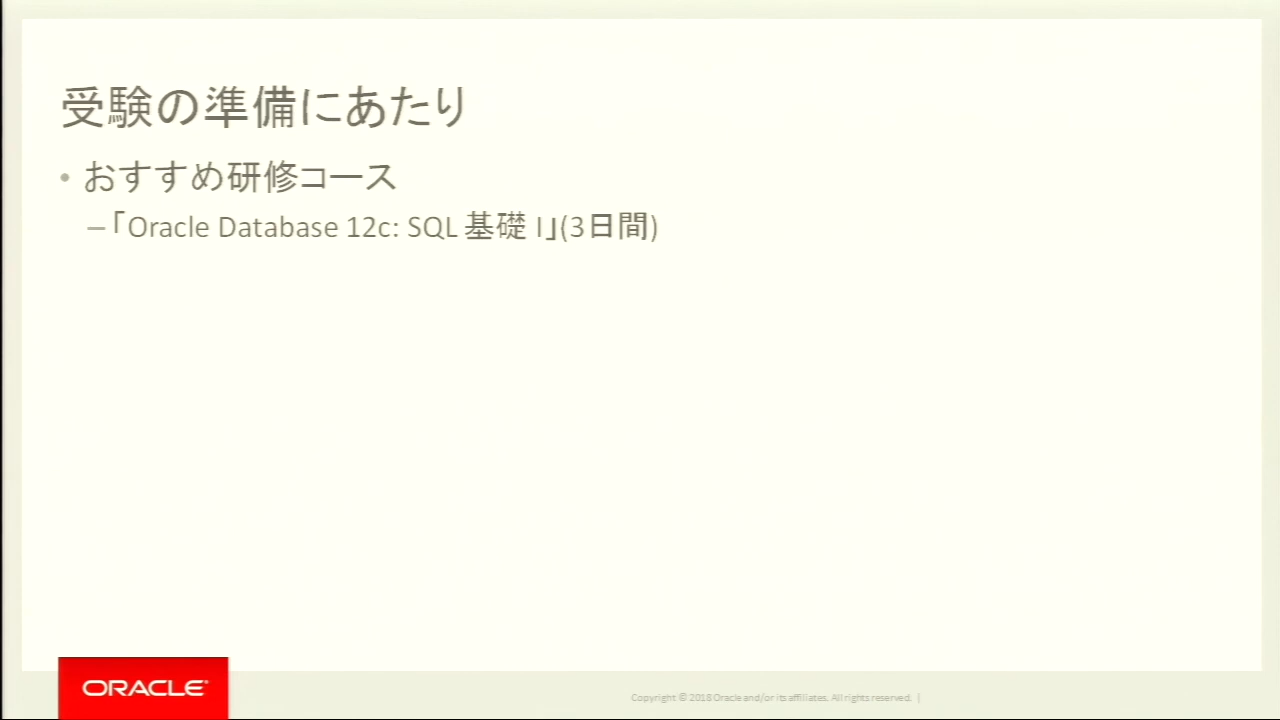 受験の準備にあたり
• おすすめ研修コース
–「Oracle Database 12c: SQL 基礎 I」(3日間)
ORACLE®
Copyright © 2018 Oracle and/or its affiliates. All rights reserved. |